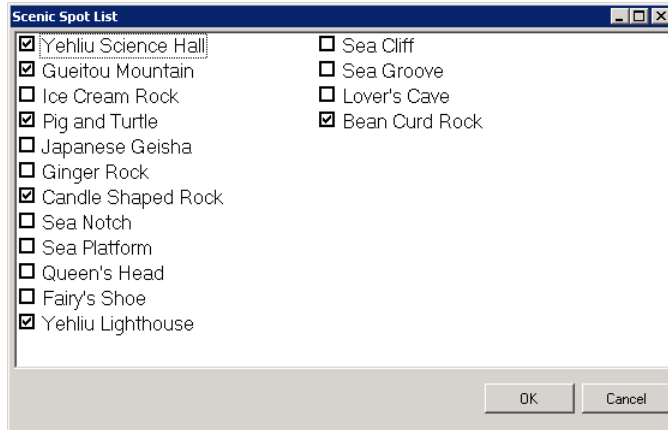 Scenic Spot List
Yehliu Science Hall
Gueitou Mountain
Ice Cream Rock
Pig and Turtle
Japanese Geisha
Ginger Rock
Candle Shaped Rock
Sea Notch
Sea Platform
Queen's Head
Fairy's Shoe
Yehliu Lighthouse
Sea Cliff
Sea Groove
Lover's Cave
Bean Curd Rock
OK
Cancel